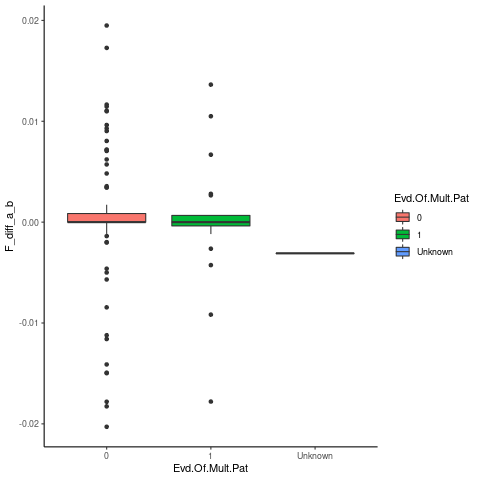 0.02
0.01
0.00
-0.01
-0.02
F_diff_a_b
0
1
Unknown
Evd.Of.Mult.Pat
Evd.Of.Mult.Pat
0
1
Unknown